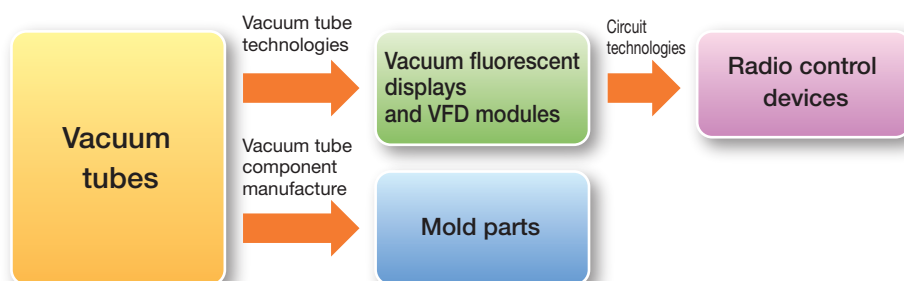 Vacuum
tubes
Vacuum tube
technologies
Vacuum fluorescent
displays
and VFD modules
Circuit
technologies
Radio control
devices
Vacuum tube
component
manufacture
Mold parts